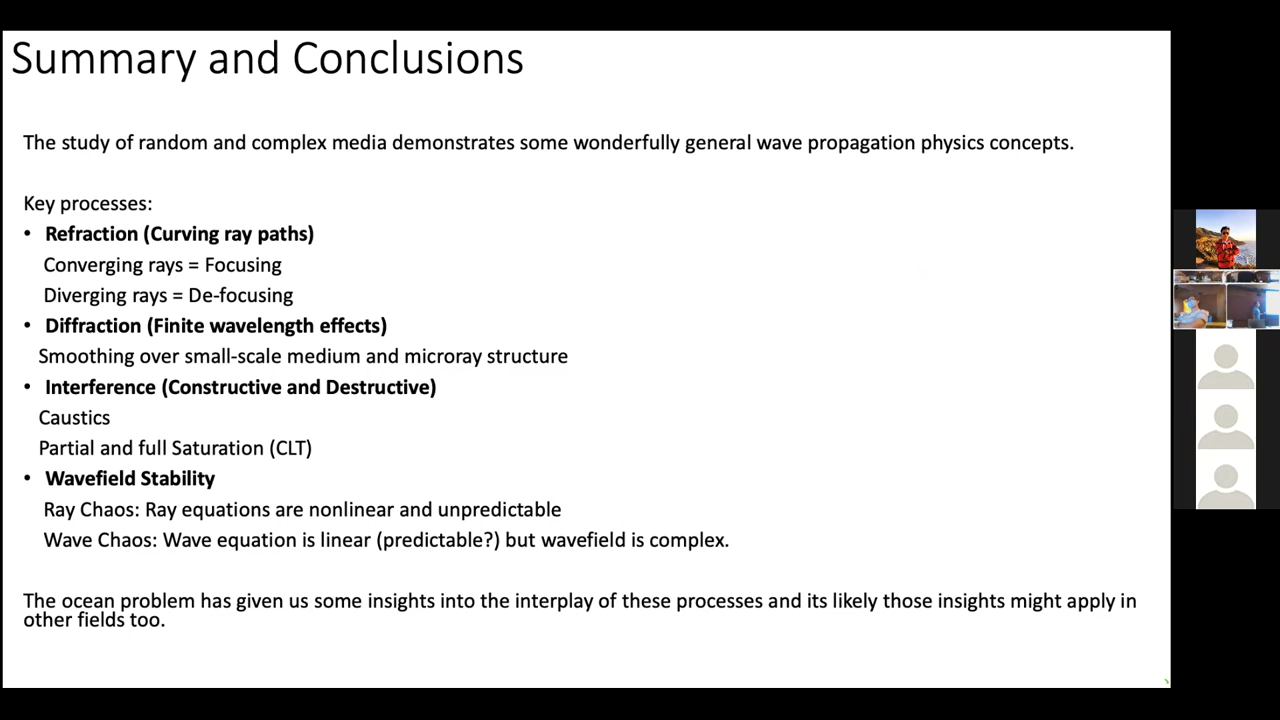 Summary and Conclusions
The study of random and complex media demonstrates some wonderfully general wave propagation physics concepts.
Key processes:
• Refraction (Curving ray paths)
Converging rays = Focusing
Diverging rays = De-focusing
• Diffraction (Finite wavelength effects)
Smoothing over small-scale medium and microray structure
• Interference (Constructive and Destructive)
Caustics
Partial and full Saturation (CLT)
• Wavefield Stability
Ray Chaos: Ray equations are nonlinear and unpredictable
Wave Chaos: Wave equation is linear (predictable?) but wavefield is complex.
The ocean problem has given us some insights into the interplay of these processes and its likely those insights might apply in
other fields too.